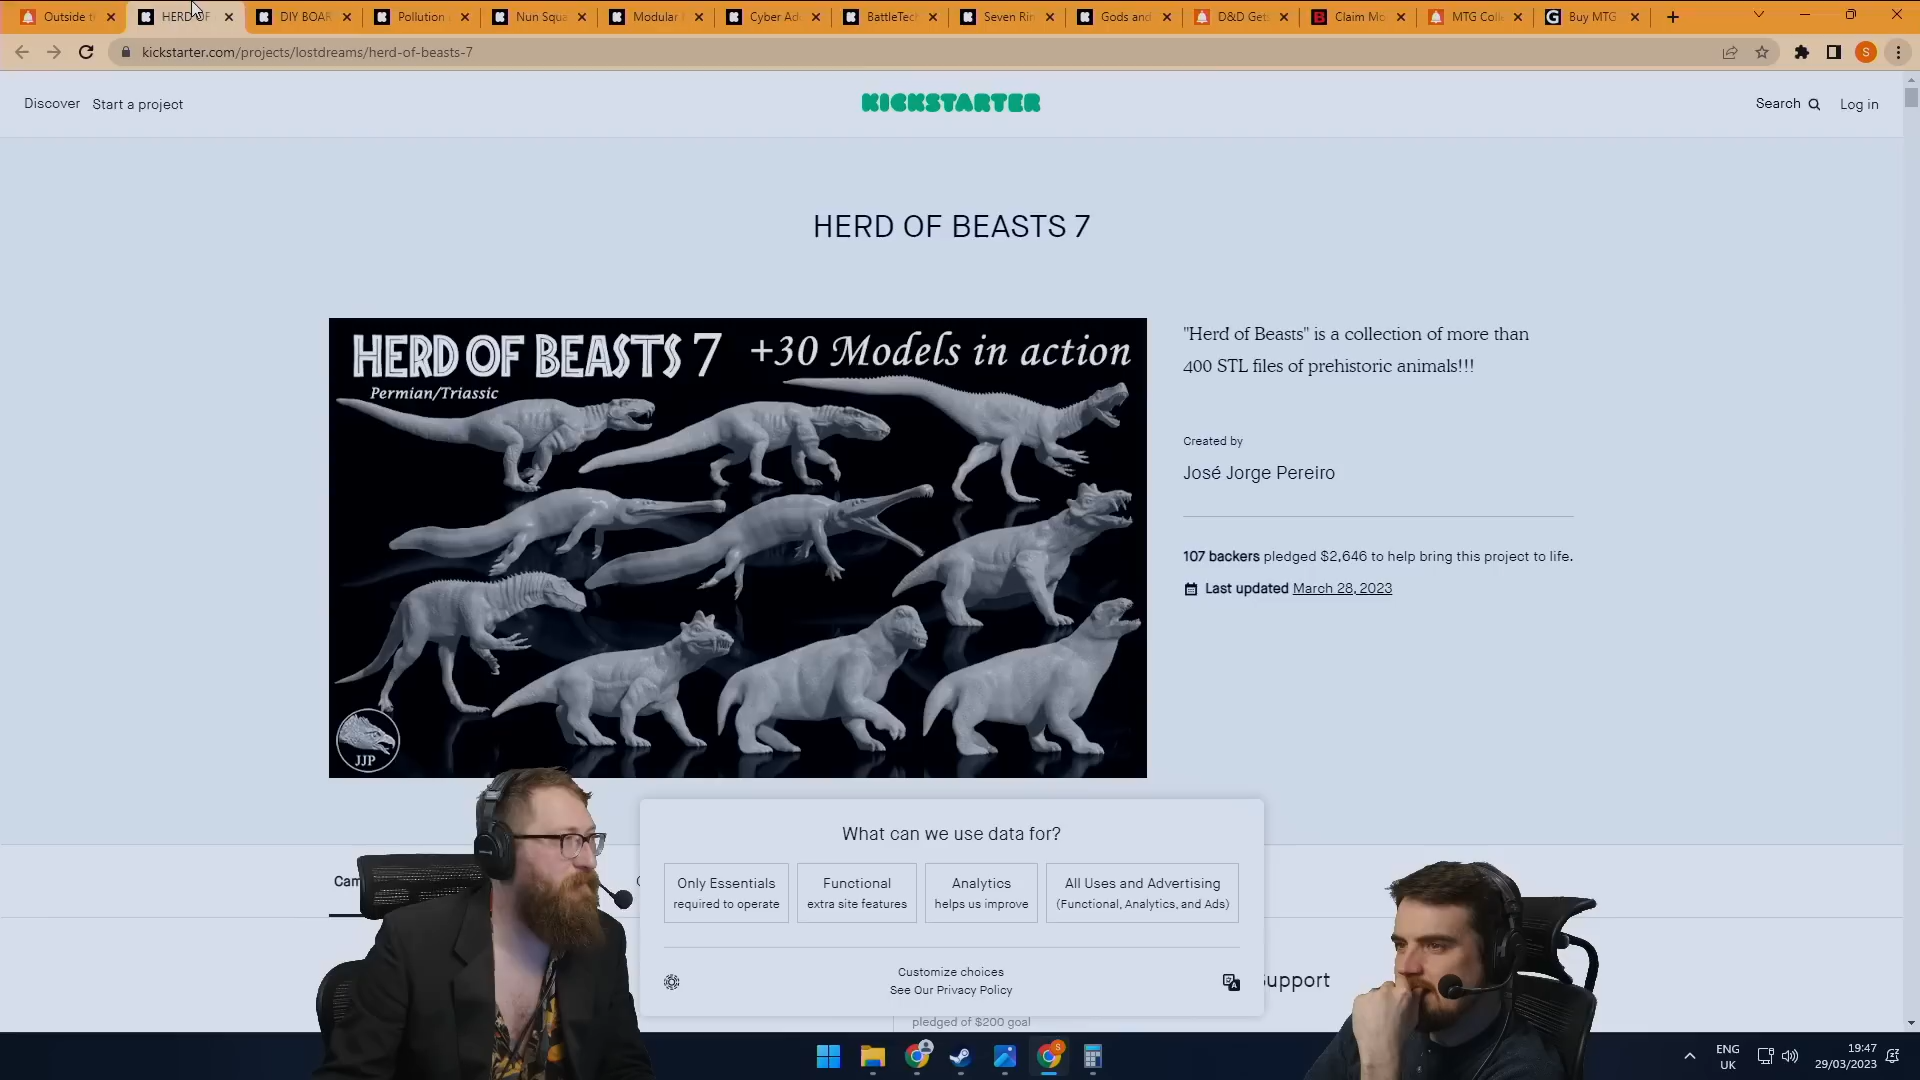 Outside t
HERD OF
DIY BOAR
Pollution
Nun Squa
Modular
Cyber Ad
BattleTec
Seven Rin
Gods and
D&D Gets
Claim Mo
MTG Coll
Buy MTG
kickstarter.com/projects/lostdreams/herd-of-beasts-7
S
Discover Start a project
KICKSTARTER
Search Log in
HERD OF BEASTS 7
HERD OF BEASTS 7 +30 Models in action
Permian/Triassic
JJP
"Herd of Beasts" is a collection of more than
400 STL files of prehistoric animals!!!
Created by
José Jorge Pereiro
107 backers pledged $2,646 to help bring this project to life.
Last updated March 28, 2023
Cam
What can we use data for?
Only Essentials
required to operate
Functional
extra site features
Analytics
helps us improve
All Uses and Advertising
(Functional, Analytics, and Ads)
Customize choices
See Our Privacy Policy
upport
pledged of $200 goal
ENG
UK
19:47
29/03/2023